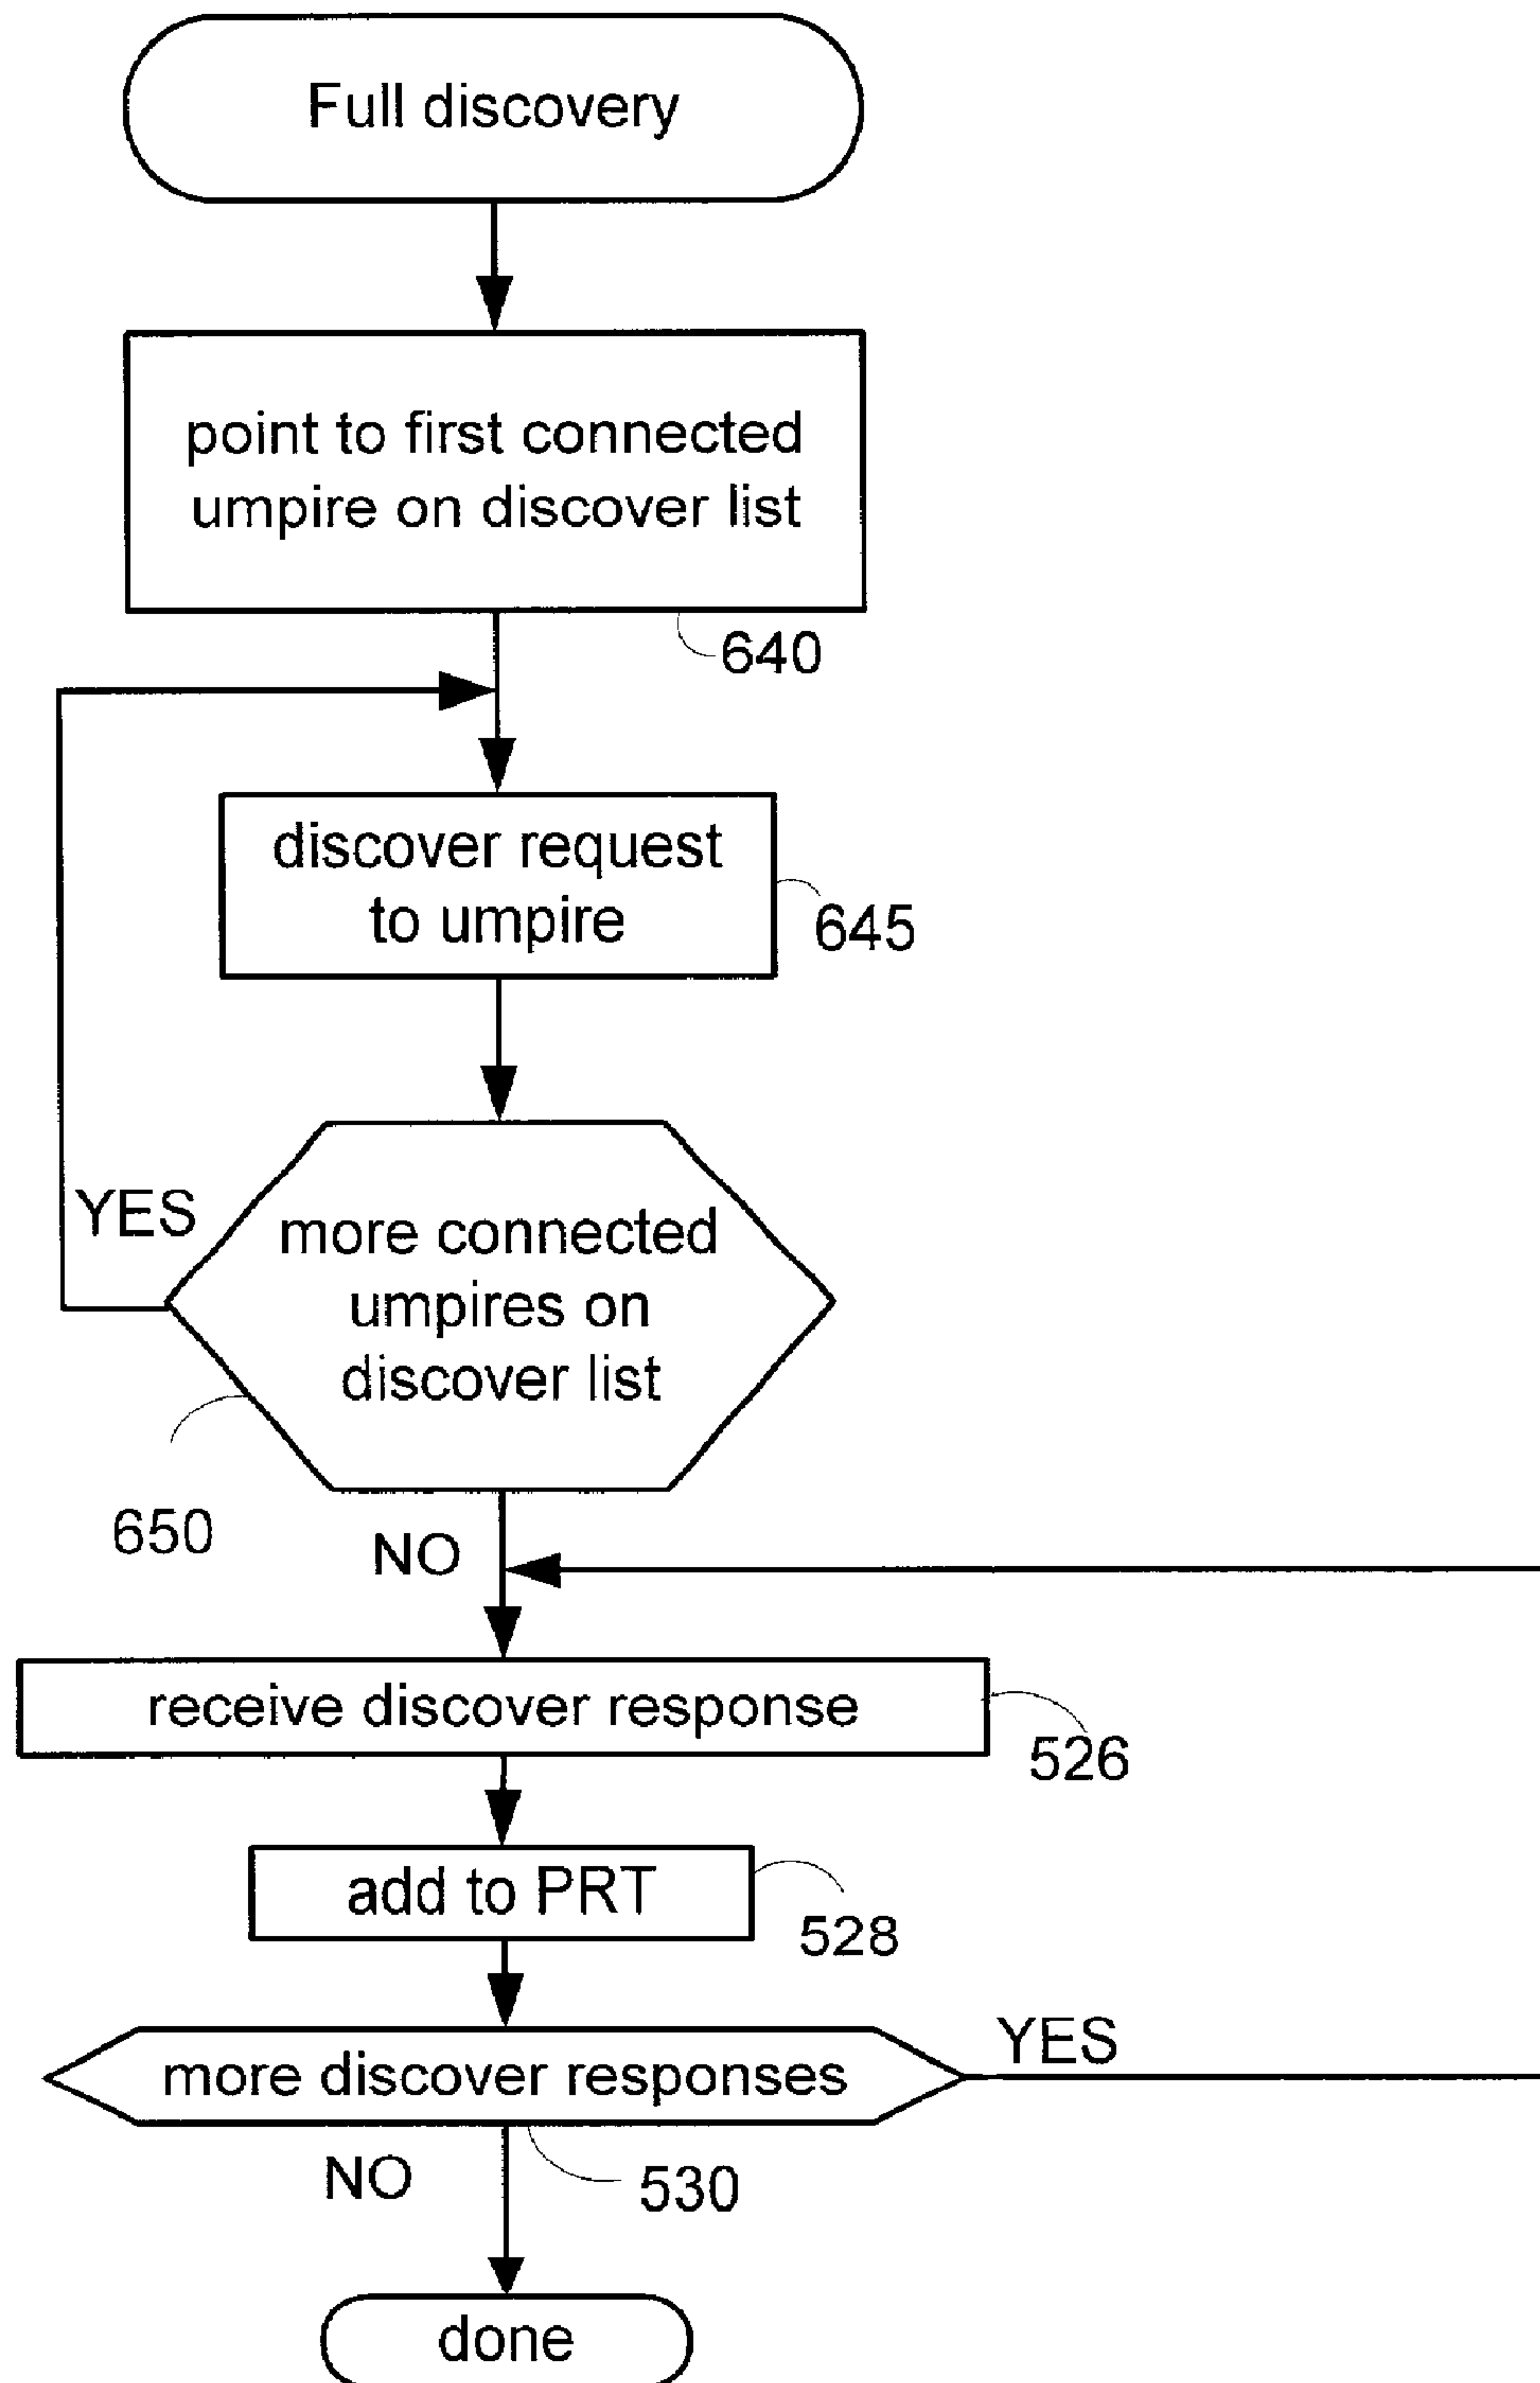 Full discovery
point to first connected
umpire on discover list
640
discover request
to umpire
645
YES
more connected
umpires on
discover list
650
NO
receive discover response
526
add to PRT
528
more discover responses
YES
NO
530
done